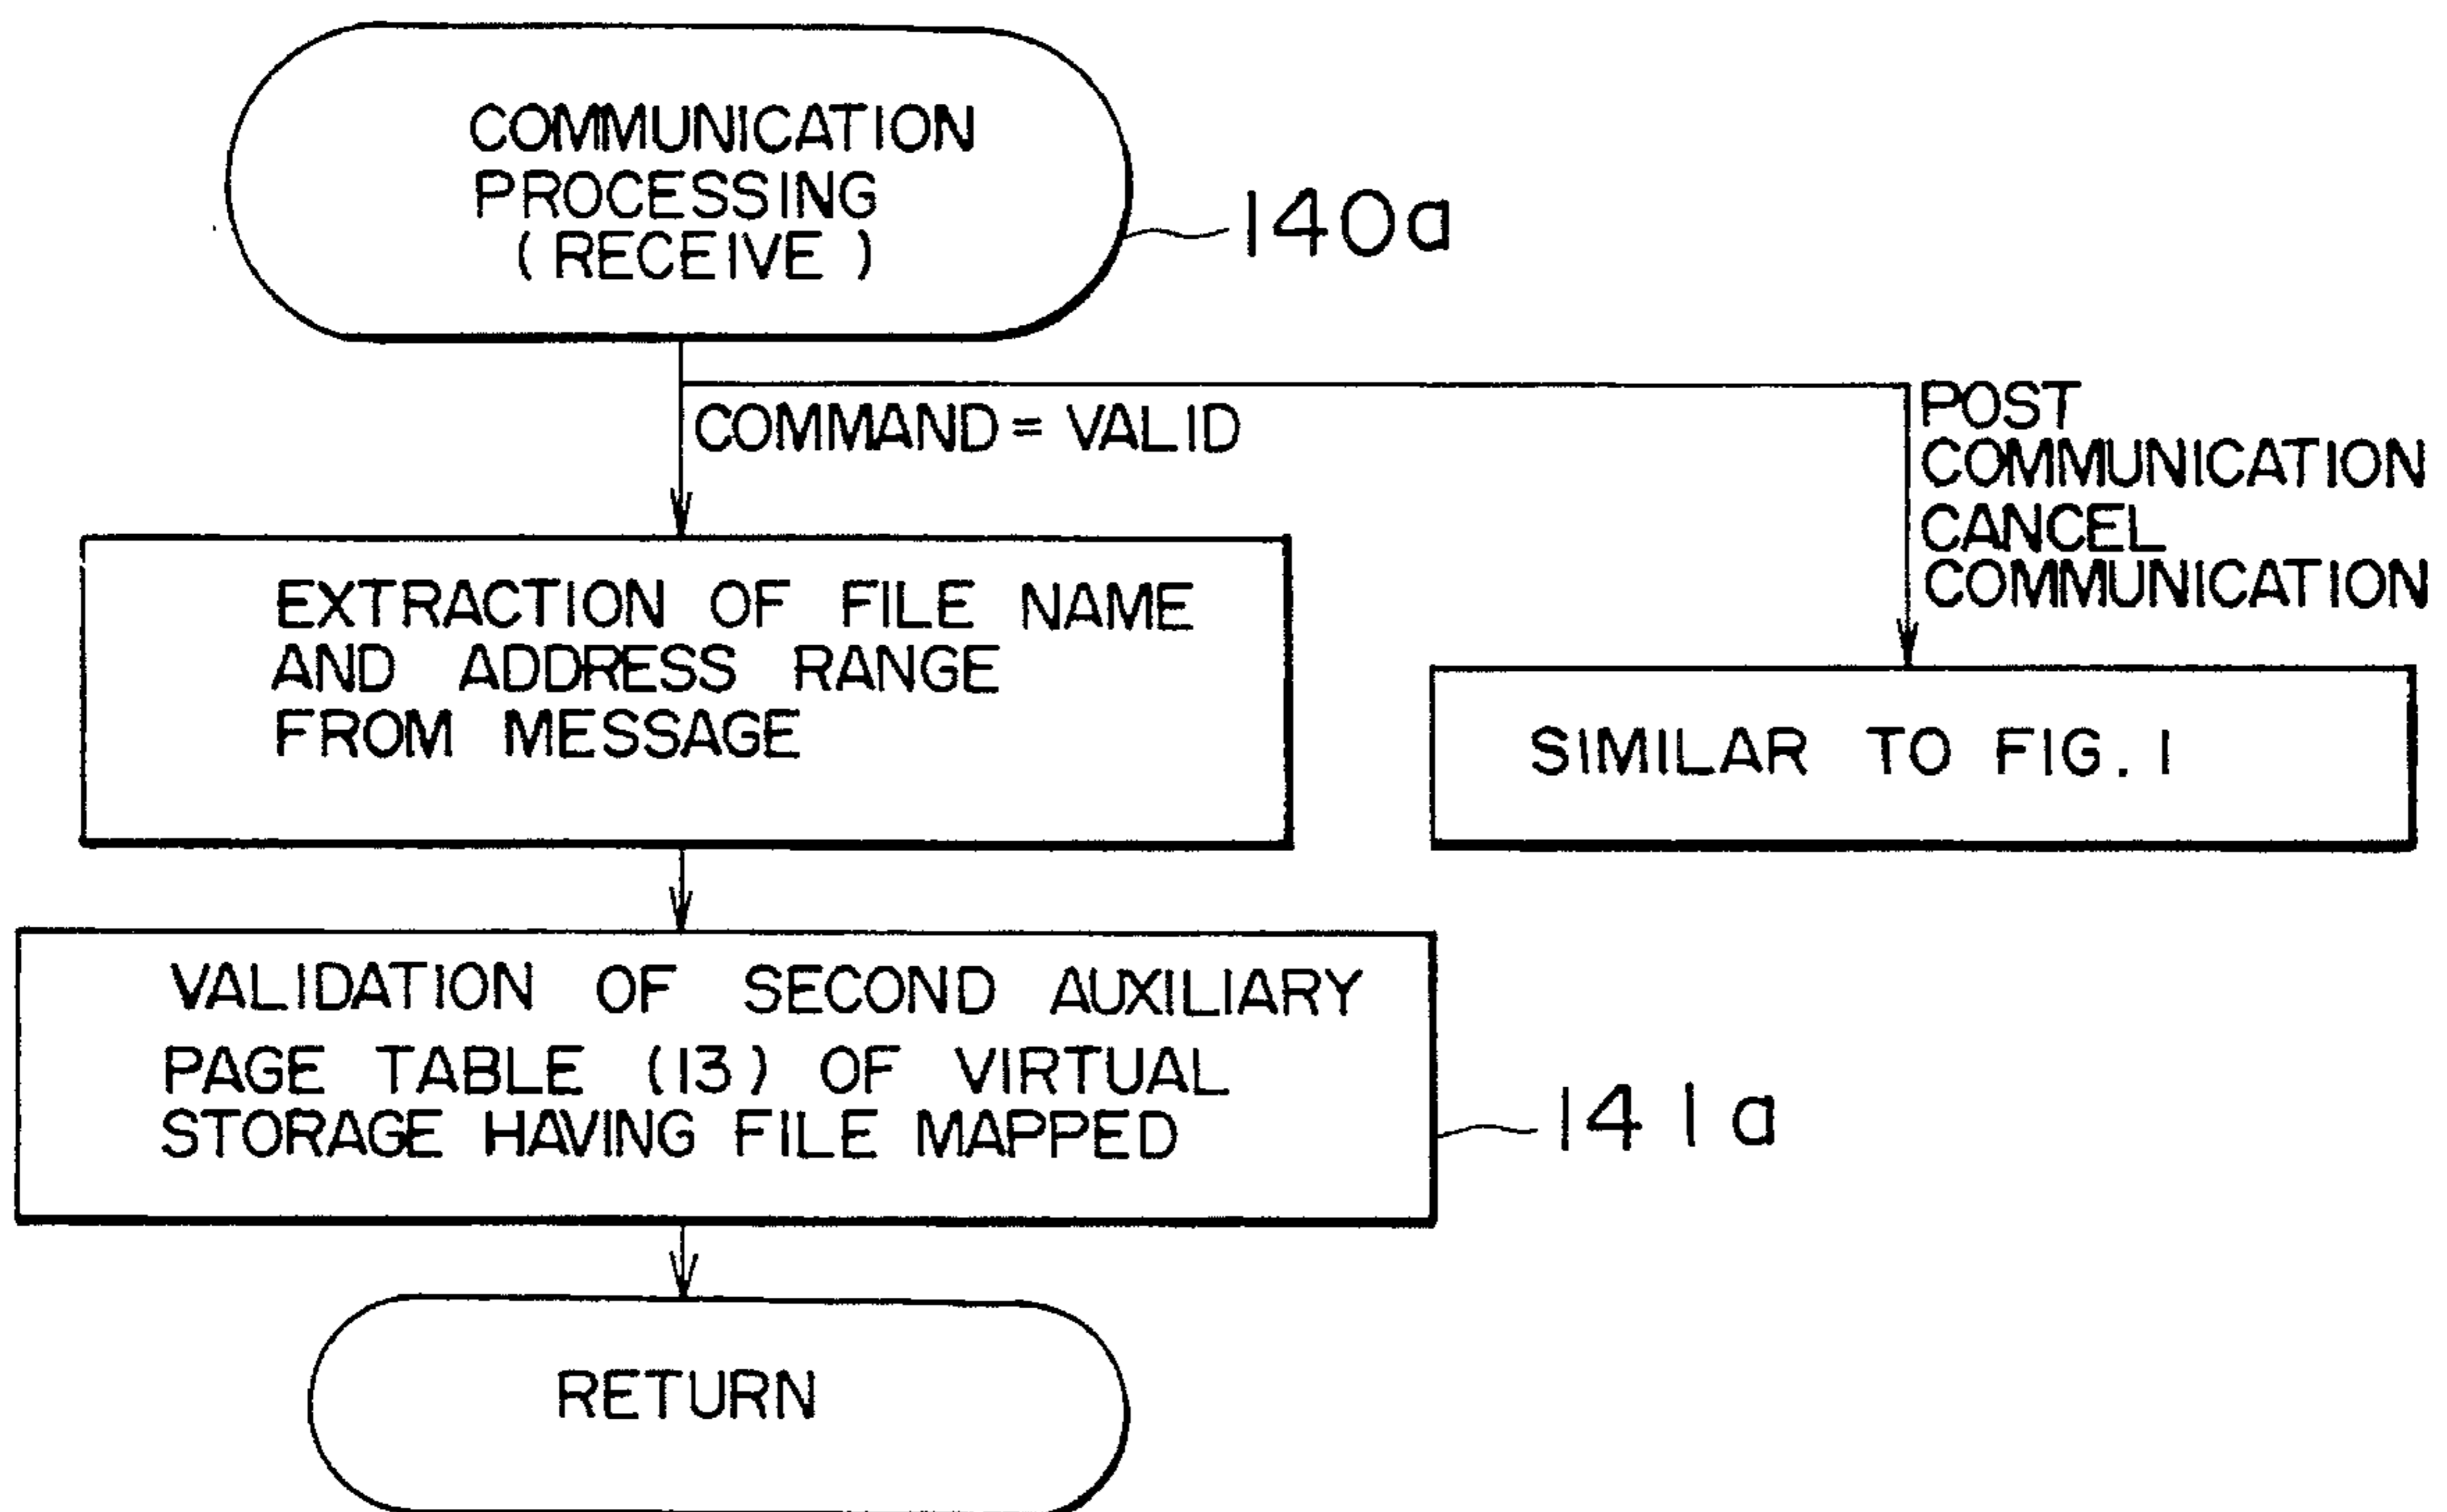 COMMUNICATION
PROCESSING
( RECEIVE )
140a
COMMAND = VALID
POST
COMMUNICATION
CANCEL
COMMUNICATION
EXTRACTION OF FILE NAME
AND ADDRESS RANGE
FROM MESSAGE
SIMILAR TO FIG. 1
VALIDATION OF SECOND AUXILIARY
PAGE TABLE (13) OF VIRTUAL
STORAGE HAVING FILE MAPPED
141a
RETURN